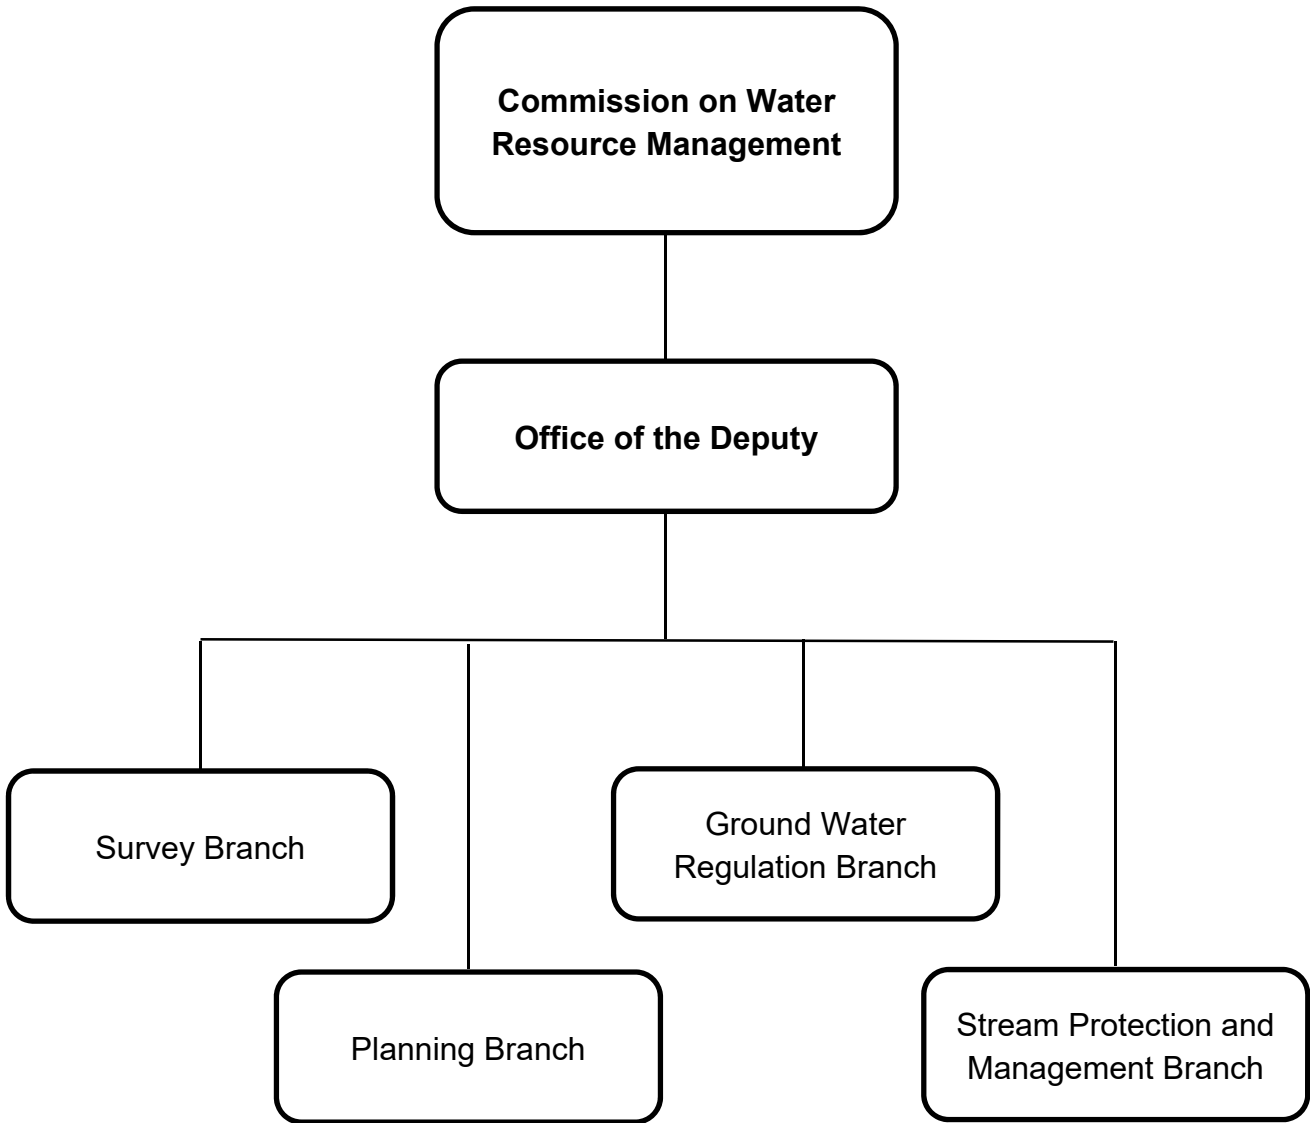 Commission on Water
Resource Management
Office of the Deputy
Survey Branch
Ground Water
Regulation Branch
Planning Branch
Stream Protection and
Management Branch